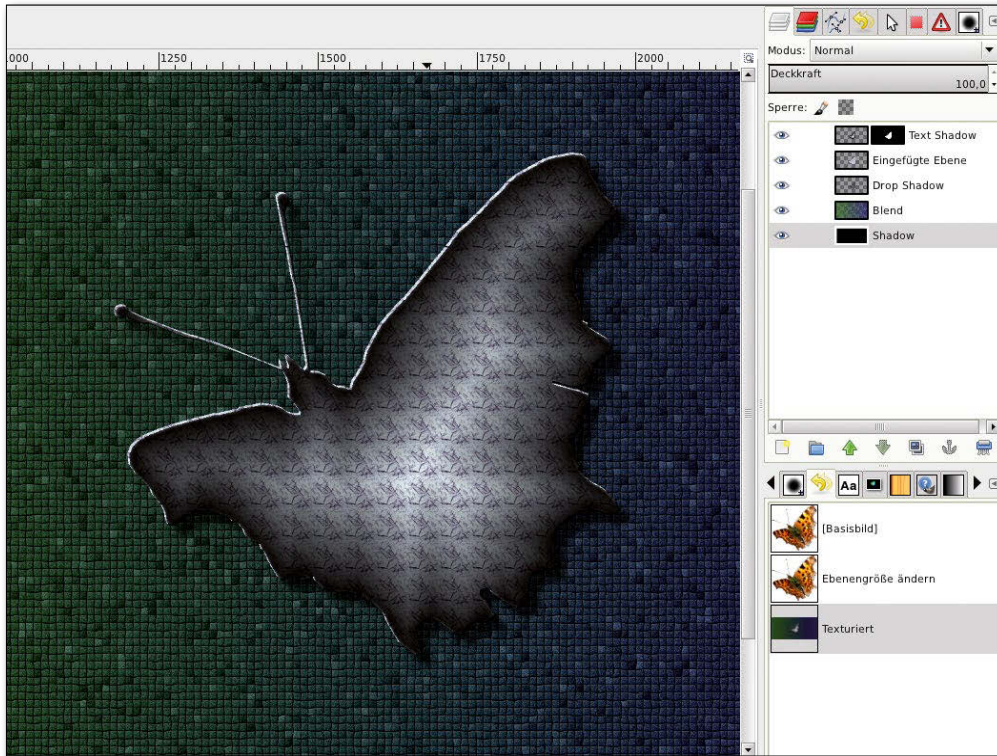 000 1250 1500 1750 2000
Modus: Normal
Deckkraft
100,0
Sperre:
Text Shadow
Eingefügte Ebene
Drop Shadow
Blend
Shadow
Aa
[Basisbild]
Ebenengröße ändern
Texturiert